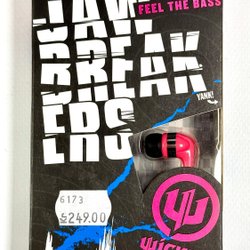 FEEL THE BASS
JAW
BREAK
ERS
YANK!
6173
249.00